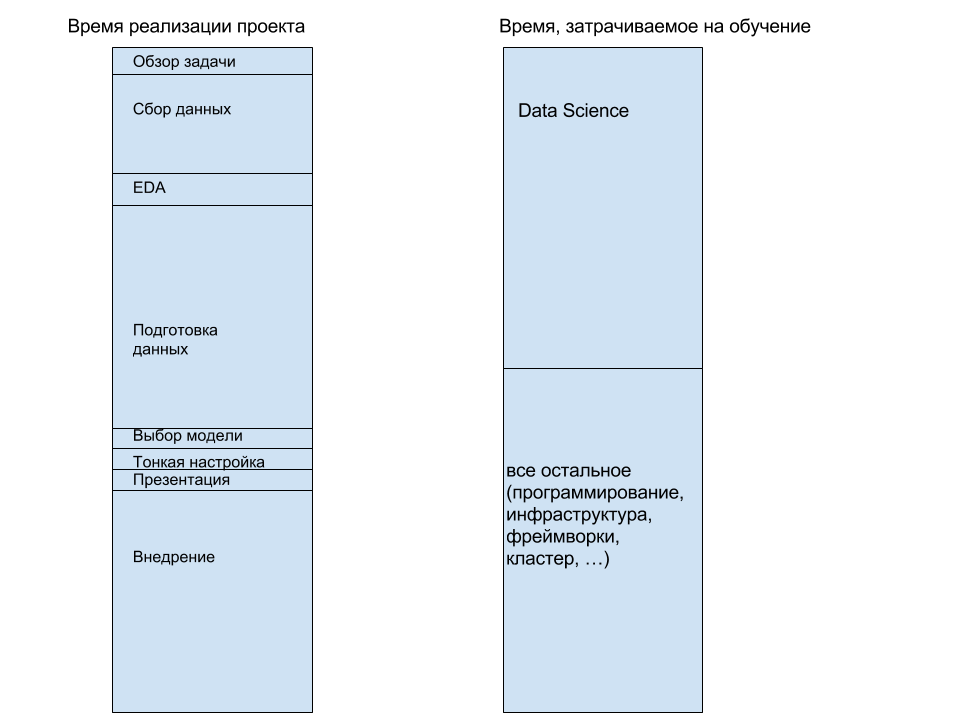 Время реализации проекта
Обзор задачи
Сбор данных
EDA
Подготовка
данных
Выбор модели
Тонкая настройка
Презентация
Внедрение
Время, затрачиваемое на обучение
Data Science
все остальное
(программирование,
инфраструктура,
фреймворки,
кластер, …)